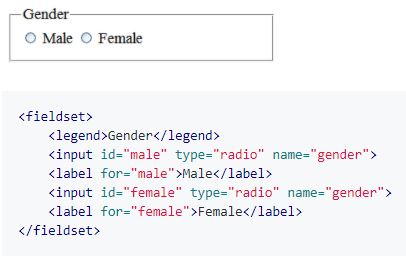 Gender
Male Female
<fieldset>
    <legend>Gender</legend>
    <input id="male" type="radio" name="gender">
    <label for="male">Male</label>
    <input id="female" type="radio" name="gender">
    <label for="female">Female</label>
</fieldset>